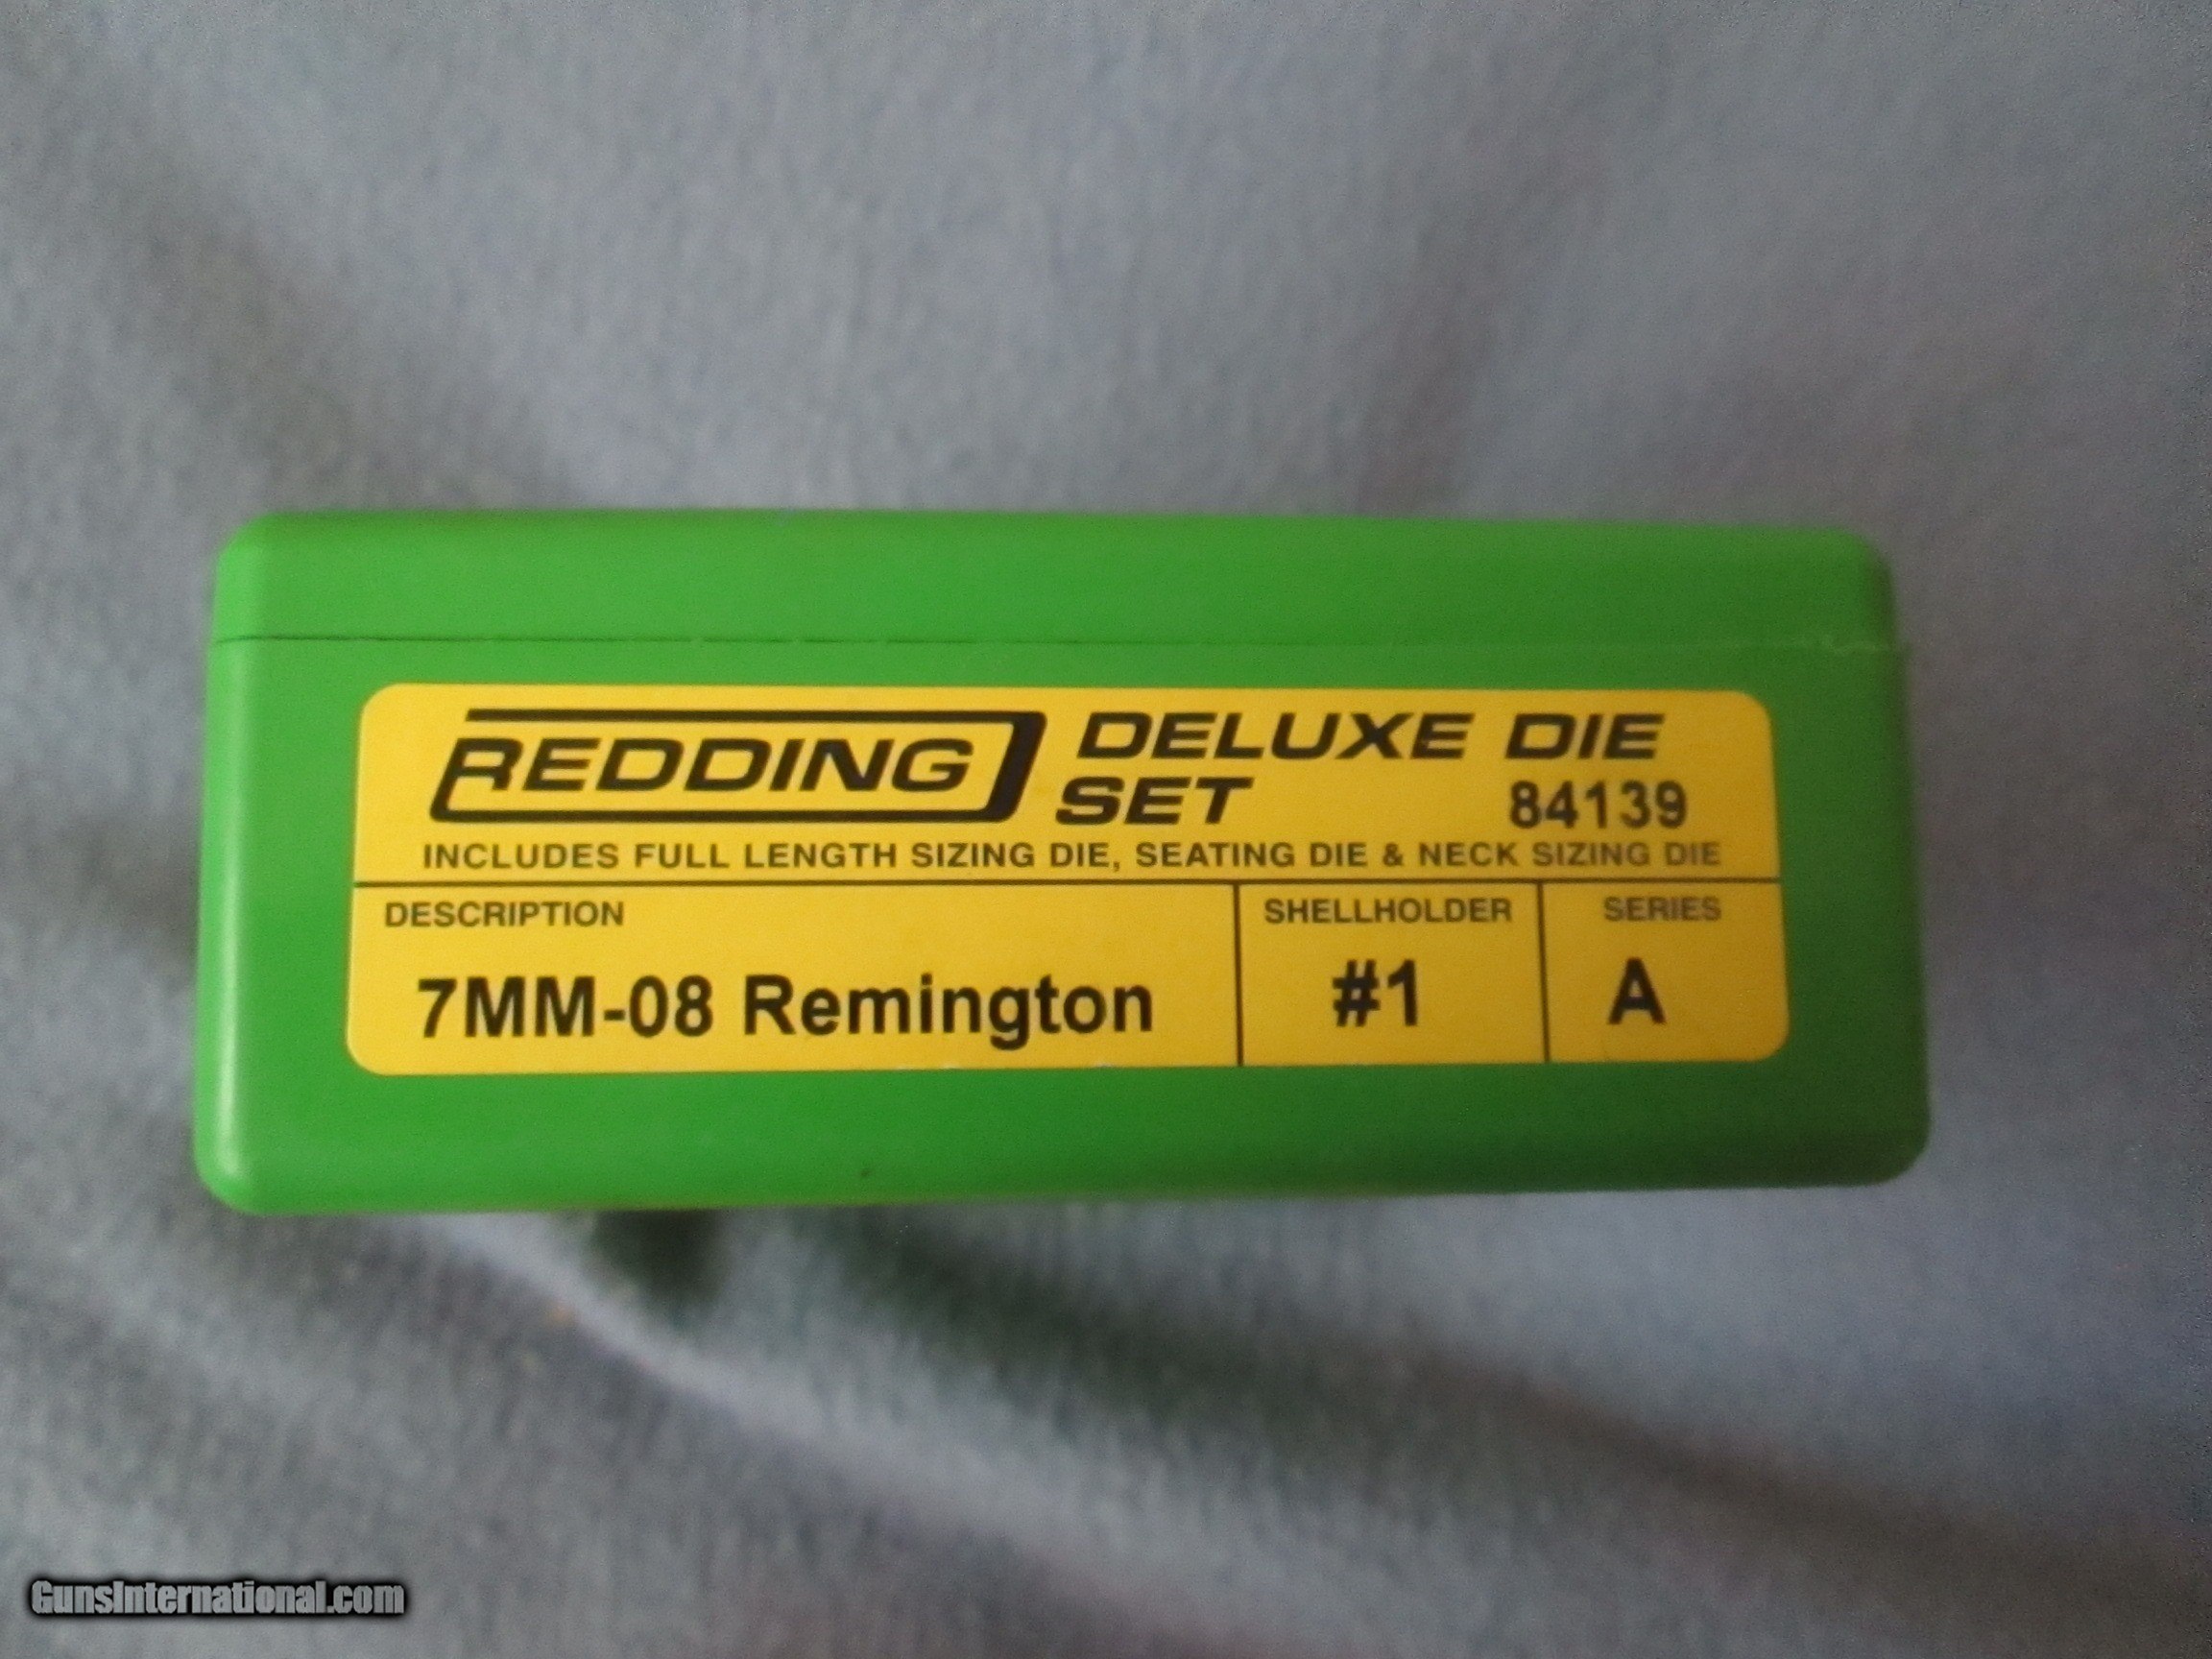 REDDING DELUXE DIE
SET 84139
INCLUDES FULL LENGTH SIZING DIE, SEATING DIE & NECK SIZING DIE
DESCRIPTION SHELLHOLDER SERIES
7MM-08 Remington #1 A
GunsInternational.com